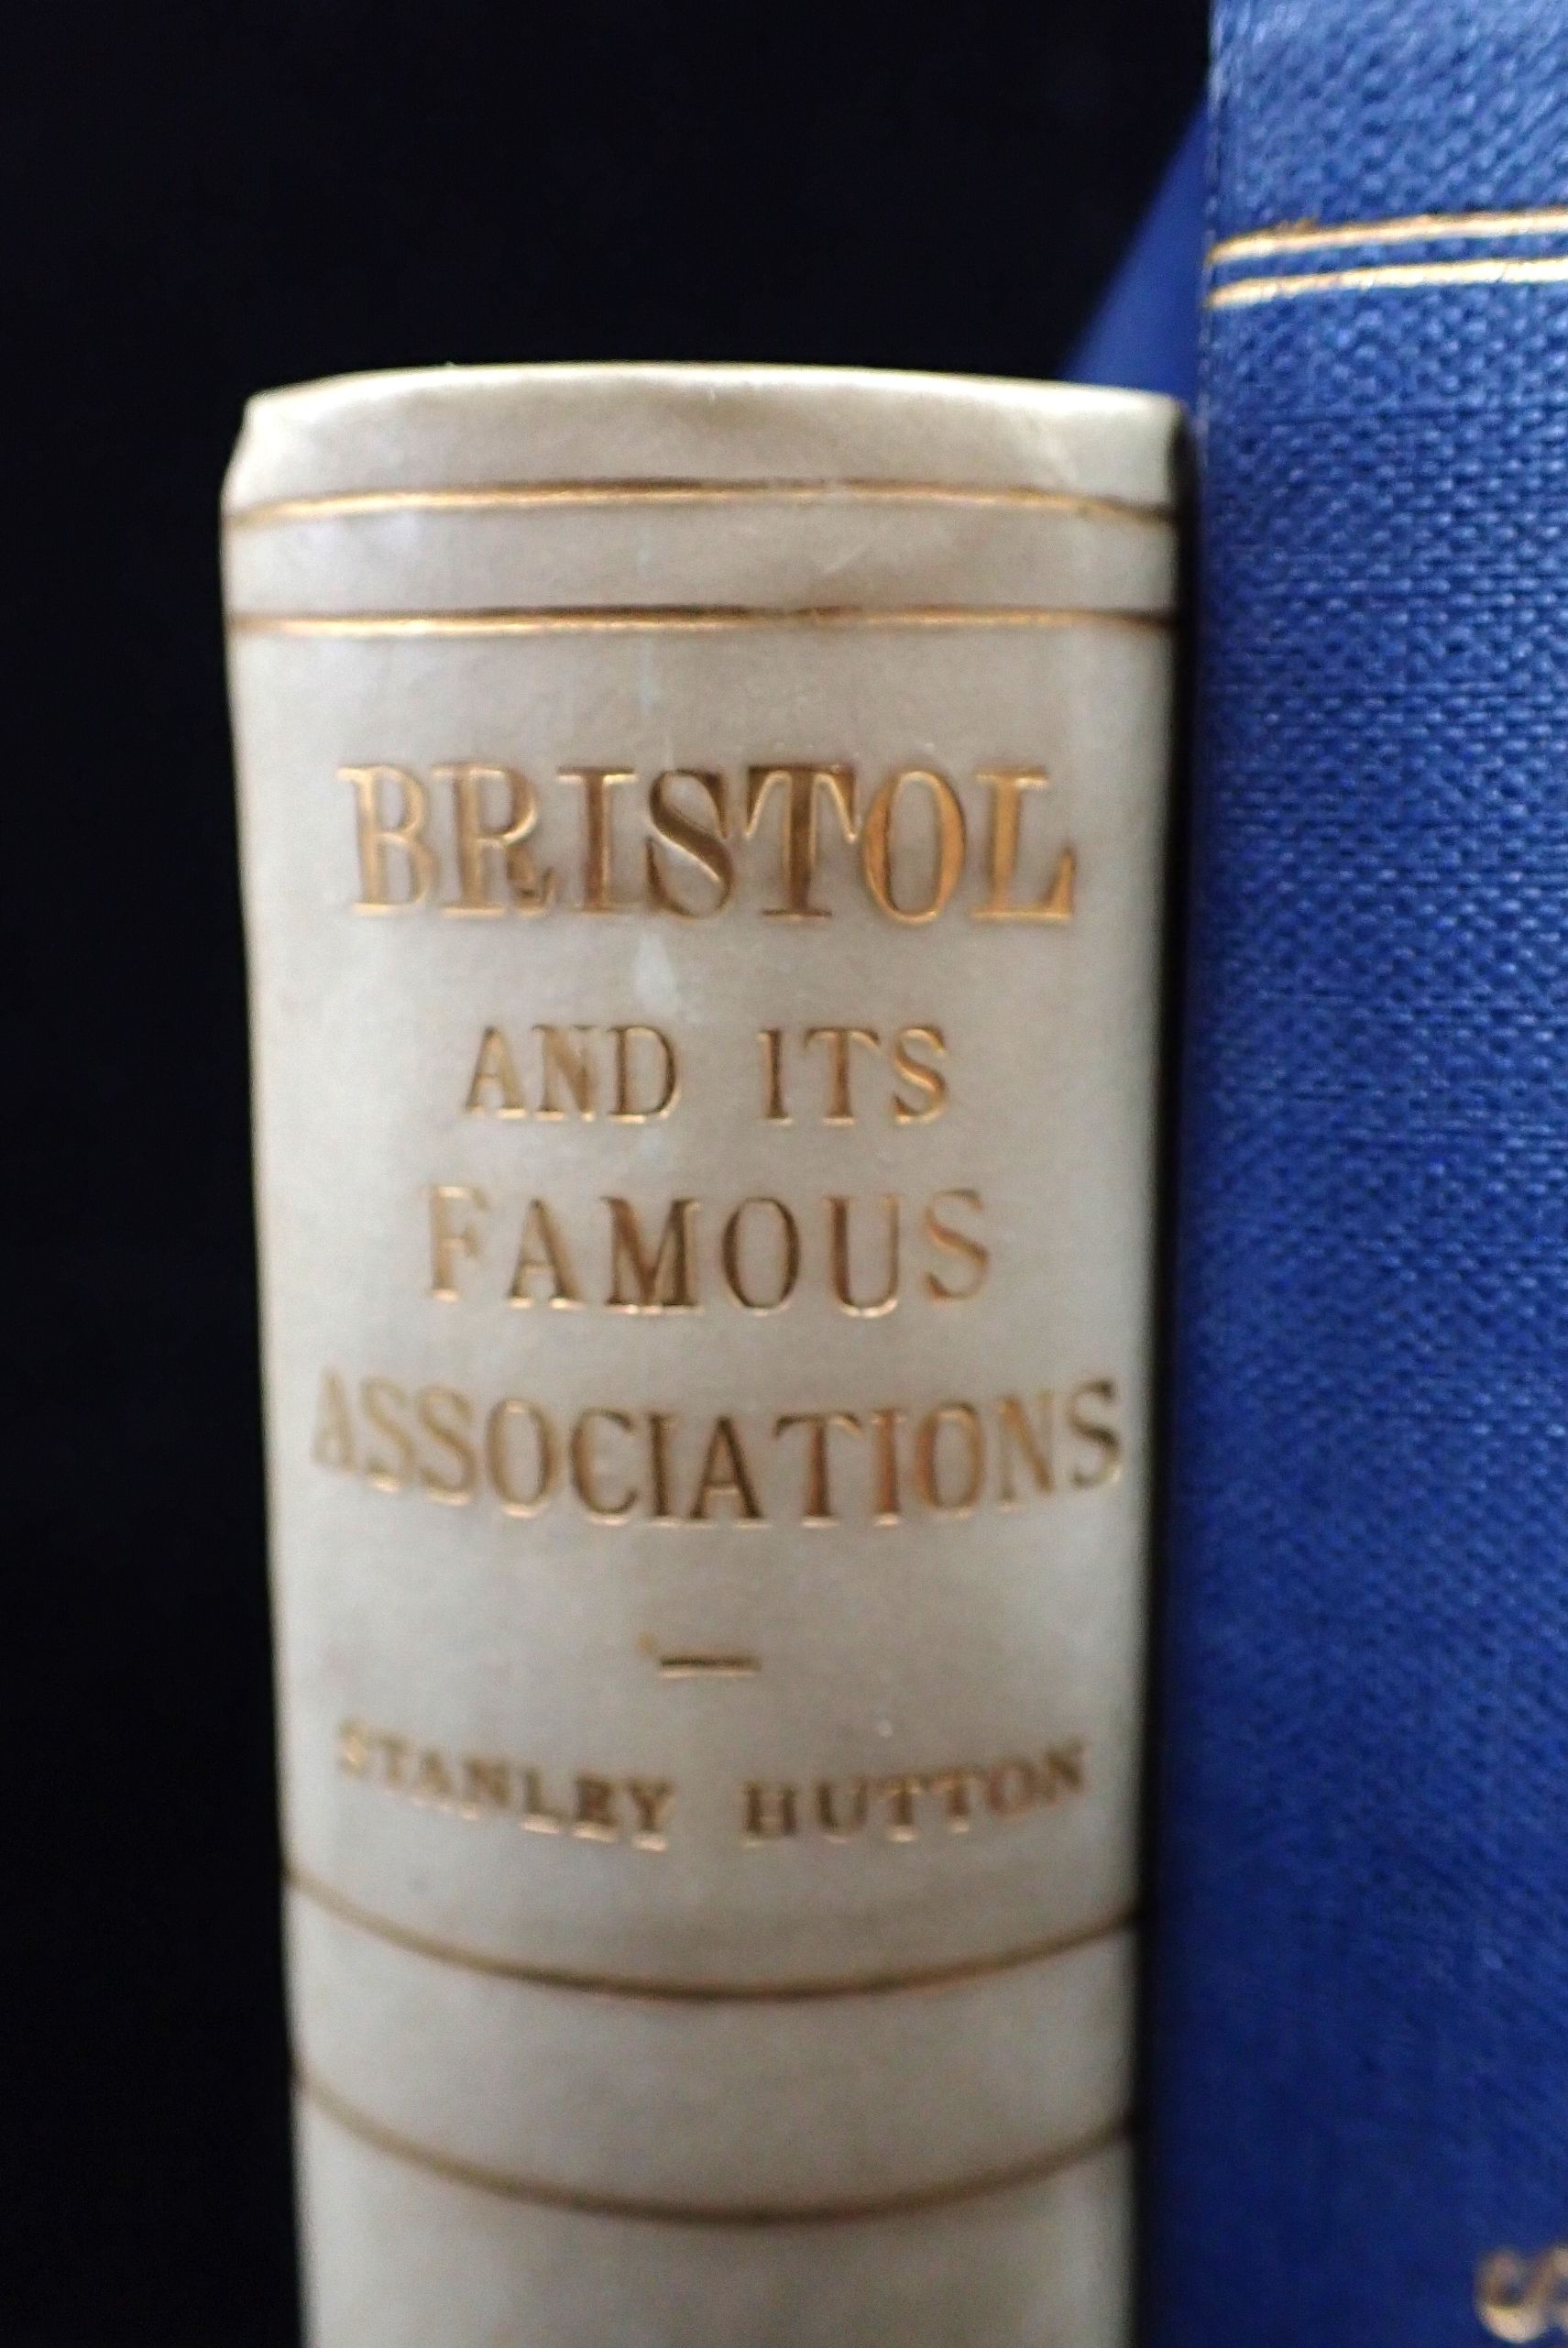 BRISTOL
AND ITS
FAMOUS
ASSOCIATIONS
—
STANLEY HUTTON